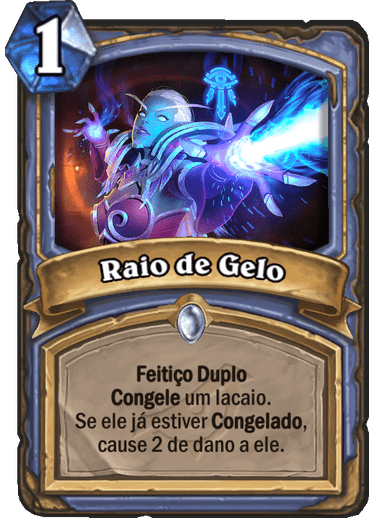 1
Raio de Gelo
Feitiço Duplo
Congele um lacaio.
Se ele já estiver Congelado,
cause 2 de dano a ele.